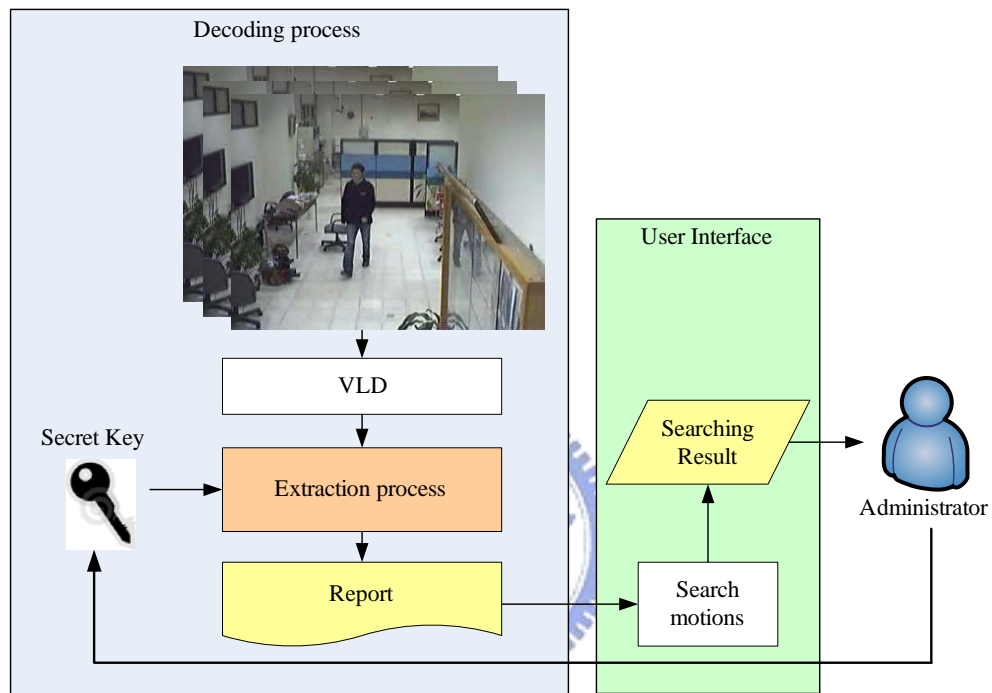 Decoding process
User Interface
VLD
Secret Key
Searching
Result
Extraction process
Administrator
Report
Search
motions